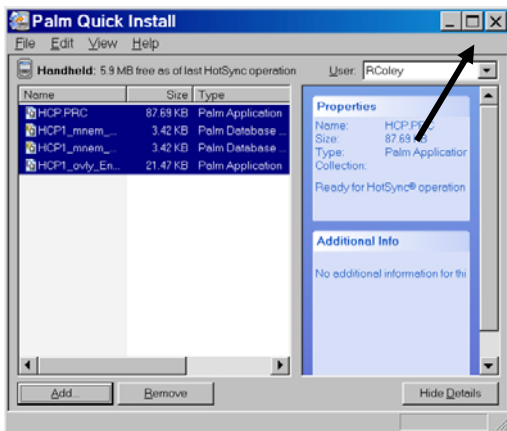 Palm Quick Install
File Edit View Help
Handheld: 5.9 MB free as of last HotSync operation User: RColey
Name Size Type
HCP.PRC 87.69 KB Palm Application
HCP1_mnem_... 3.42 KB Palm Database ...
HCP1_mnem_... 3.42 KB Palm Database ...
HCP1_ovly_En... 21.47 KB Palm Application
Properties
Name: HCP.PRC
Size: 87.69 KB
Type: Palm Application
Collection:
Ready for HotSync® operation
Additional Info
No additional information for thi
Add... Remove Hide Details